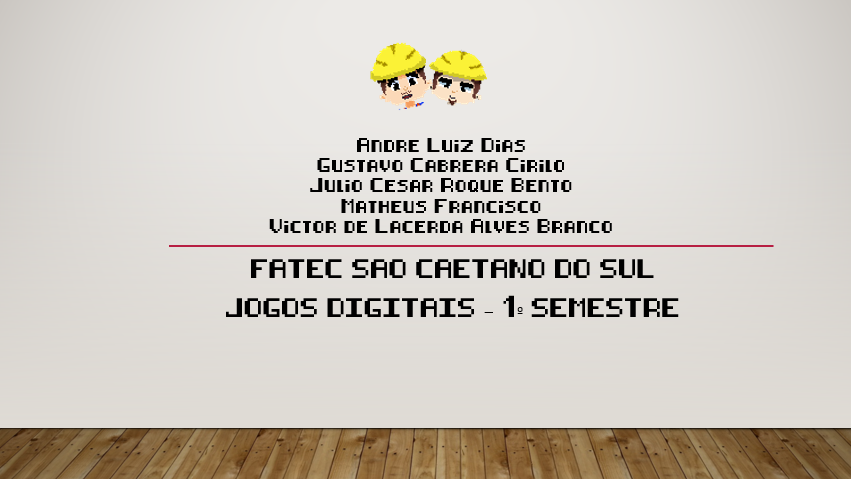 Andre Luiz Dias
Gustavo Cabrera Cirilo
Julio Cesar Roque Bento
Matheus Francisco
Victor de Lacerda Alves Branco
FATEC SAO CAETANO DO SUL
JOGOS DIGITAIS - 1º SEMESTRE